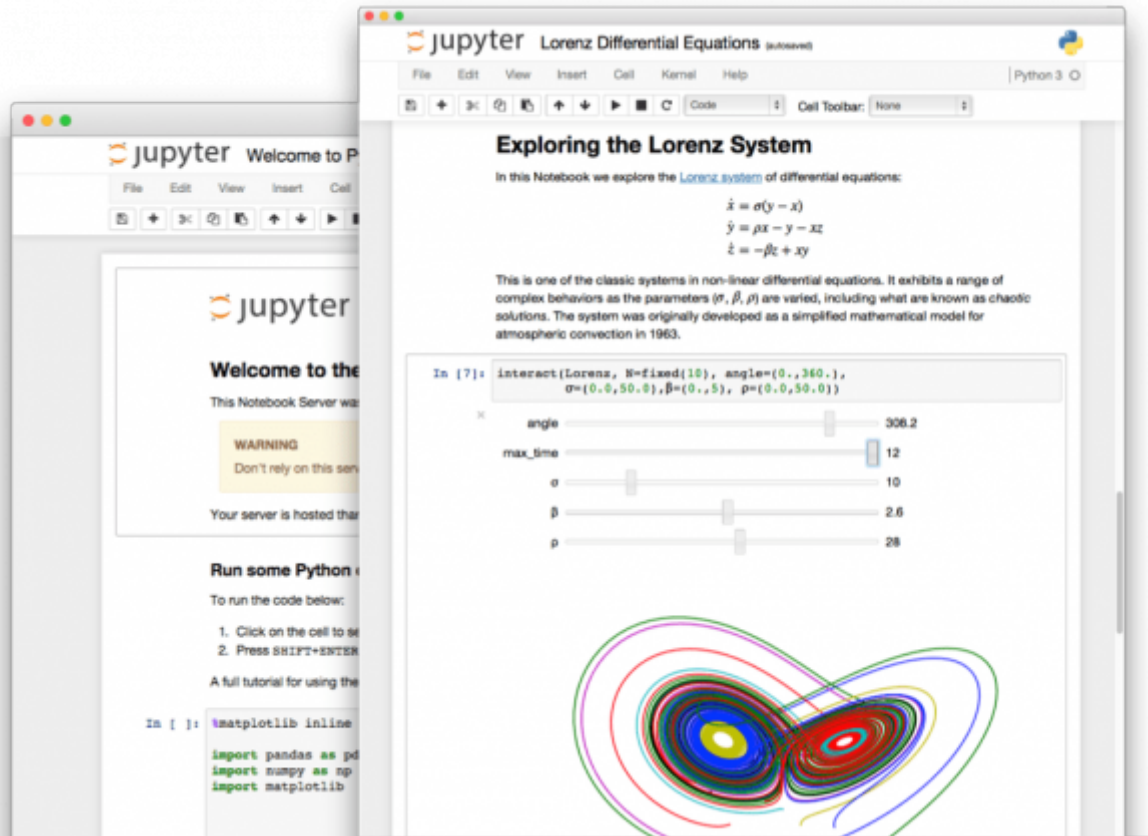 jupyter Lorenz Differential Equations (autosaved)
File Edit View Insert Cell Kernel Help Python 3
Code Cell Toolbar: None
Exploring the Lorenz System
In this Notebook we explore the Lorenz system of differential equations:
ẋ = σ(y − x)
ẏ = ρx − y − xz
ż = −βz + xy
This is one of the classic systems in non-linear differential equations. It exhibits a range of
complex behaviors as the parameters (σ, β, ρ) are varied, including what are known as chaotic
solutions. The system was originally developed as a simplified mathematical model for
atmospheric convection in 1963.
In [7]: interact(Lorenz, N=fixed(10), angle=(0.,360.),
σ=(0.0,50.0),β=(0.,5), ρ=(0.0,50.0))
angle 308.2
max_time 12
σ 10
β 2.6
ρ 28
jupyter Welcome to P
File Edit View Insert Cell
jupyter
Welcome to the
This Notebook Server was
WARNING
Don't rely on this serv
Your server is hosted than
Run some Python
To run the code below:
1. Click on the cell to se
2. Press SHIFT+ENTER
A full tutorial for using the
In [ ]: %matplotlib inline
import pandas as pd
import numpy as np
import matplotlib